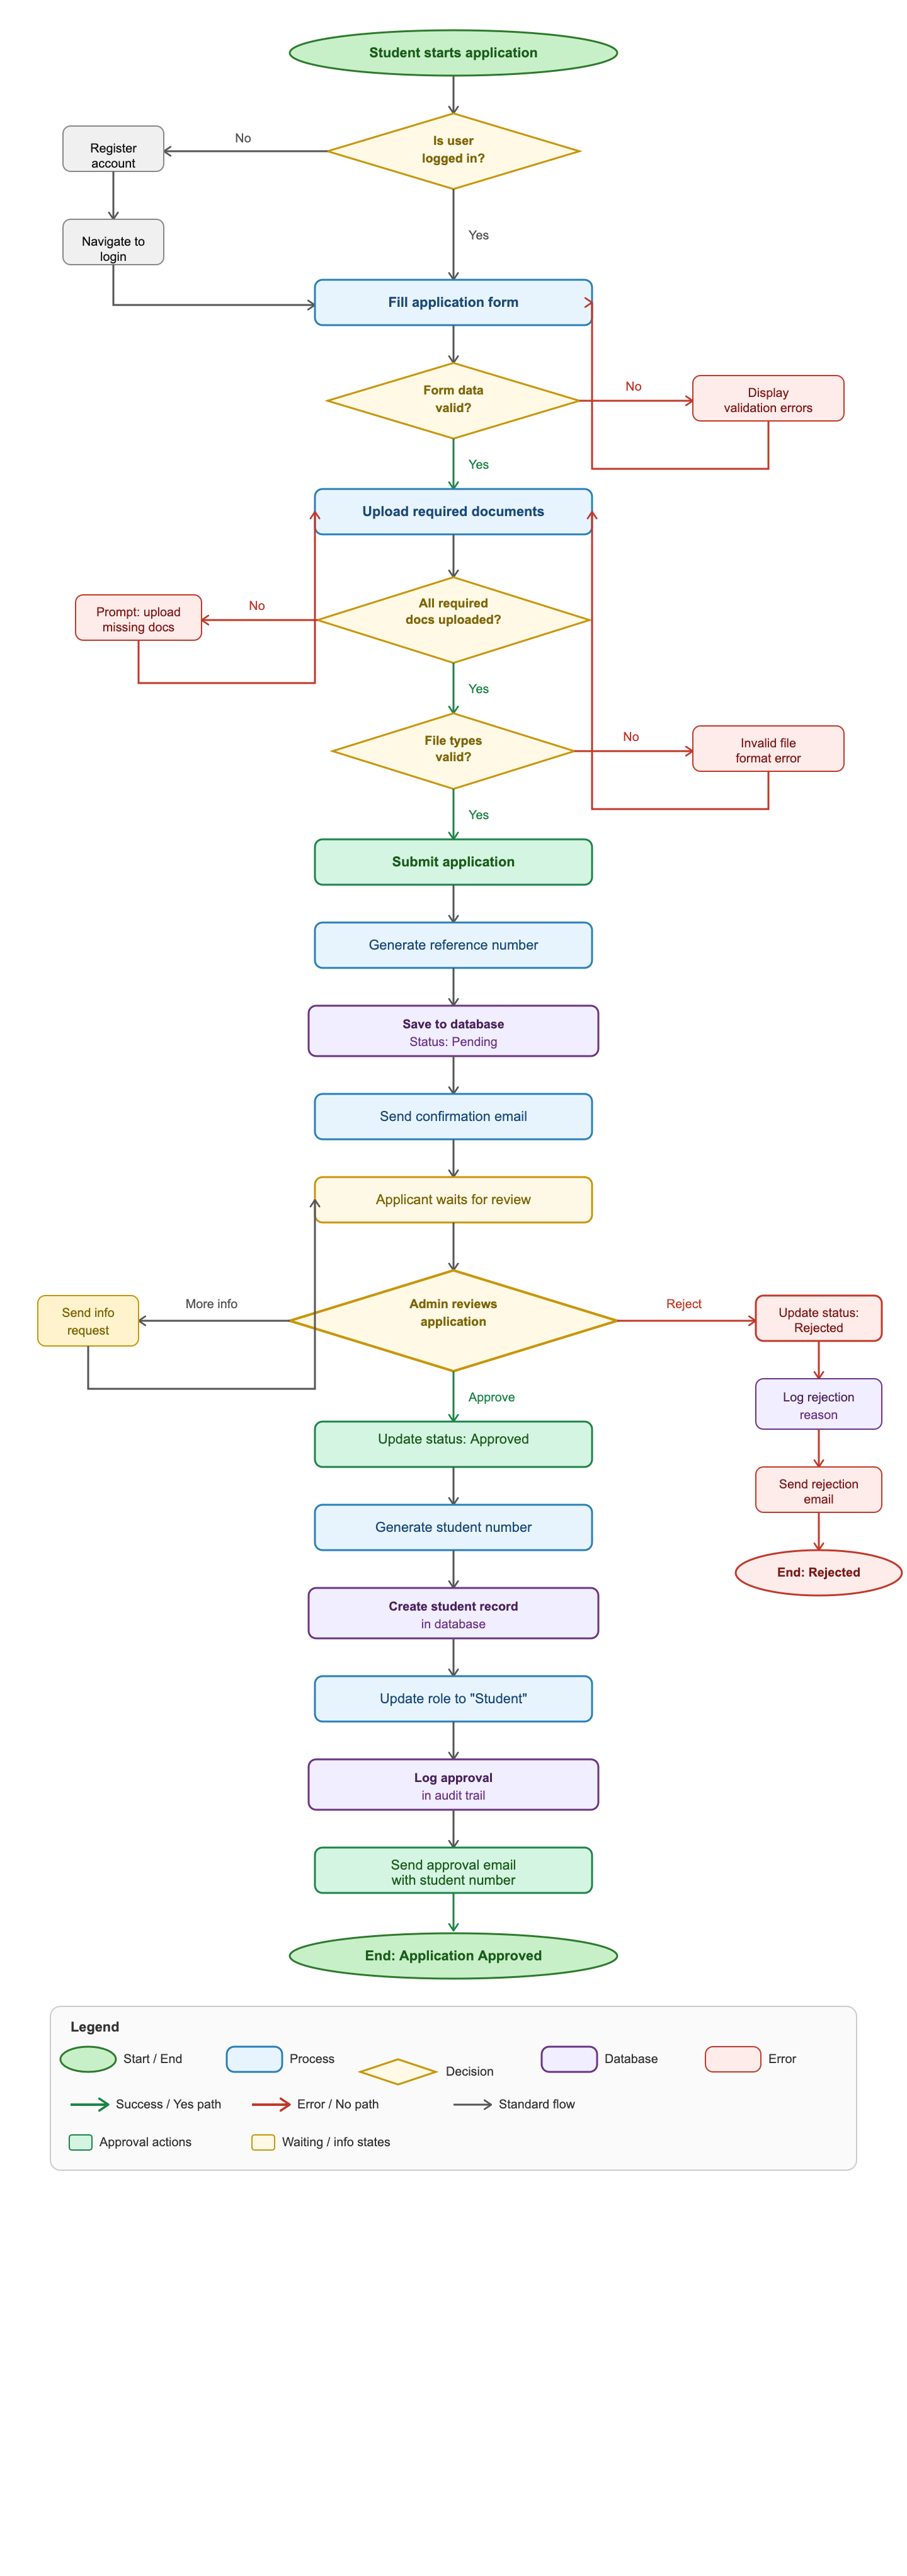 Student starts application
Is user
logged in?
No
Register
account
Navigate to
login
Yes
Fill application form
Form data
valid?
No
Display
validation errors
Yes
Upload required documents
All required
docs uploaded?
No
Prompt: upload
missing docs
Yes
File types
valid?
No
Invalid file
format error
Yes
Submit application
Generate reference number
Save to database
Status: Pending
Send confirmation email
Applicant waits for review
Admin reviews
application
More info
Send info
request
Reject
Update status:
Rejected
Log rejection
reason
Send rejection
email
End: Rejected
Approve
Update status: Approved
Generate student number
Create student record
in database
Update role to "Student"
Log approval
in audit trail
Send approval email
with student number
End: Application Approved
Legend
Start / End
Process
Decision
Database
Error
Success / Yes path
Error / No path
Standard flow
Approval actions
Waiting / info states